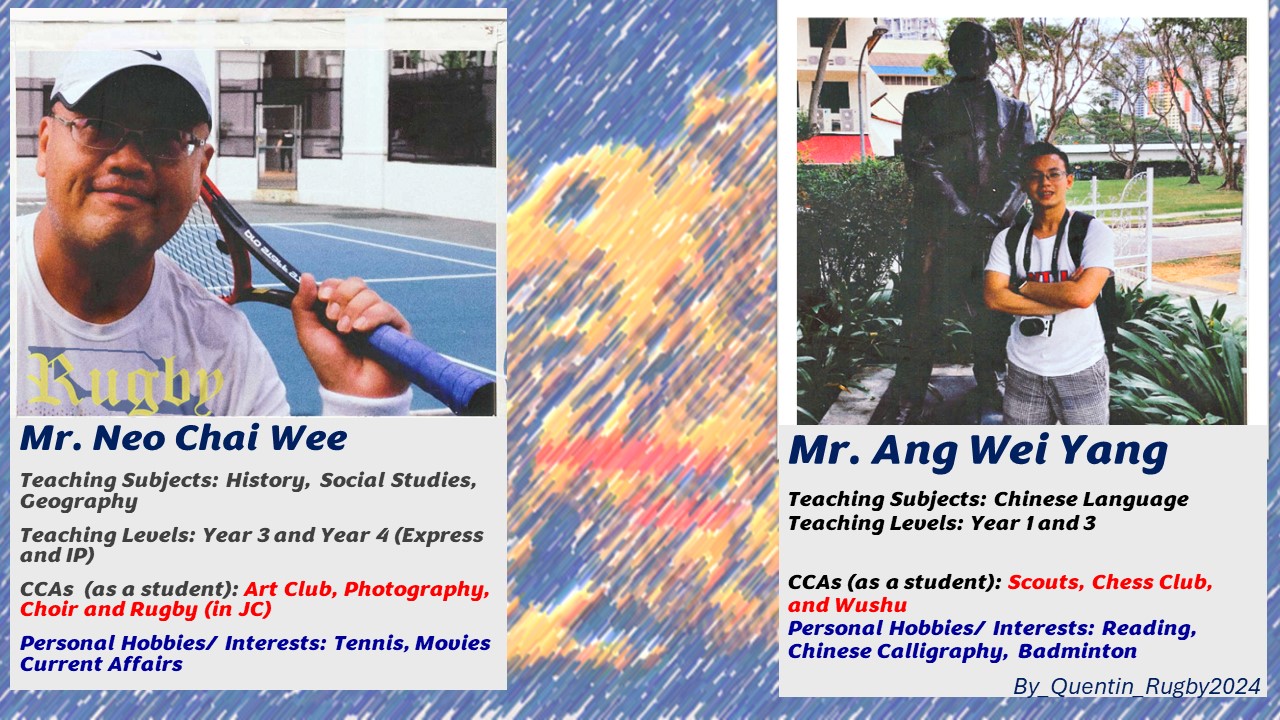 Rugby
Mr. Neo Chai Wee
Teaching Subjects: History, Social Studies,
Geography
Teaching Levels: Year 3 and Year 4 (Express
and IP)
CCAs (as a student): Art Club, Photography,
Choir and Rugby (in JC)
Personal Hobbies/ Interests: Tennis, Movies
Current Affairs
Mr. Ang Wei Yang
Teaching Subjects: Chinese Language
Teaching Levels: Year 1 and 3
CCAs (as a student): Scouts, Chess Club,
and Wushu
Personal Hobbies/ Interests: Reading,
Chinese Calligraphy, Badminton
By_Quentin_Rugby2024